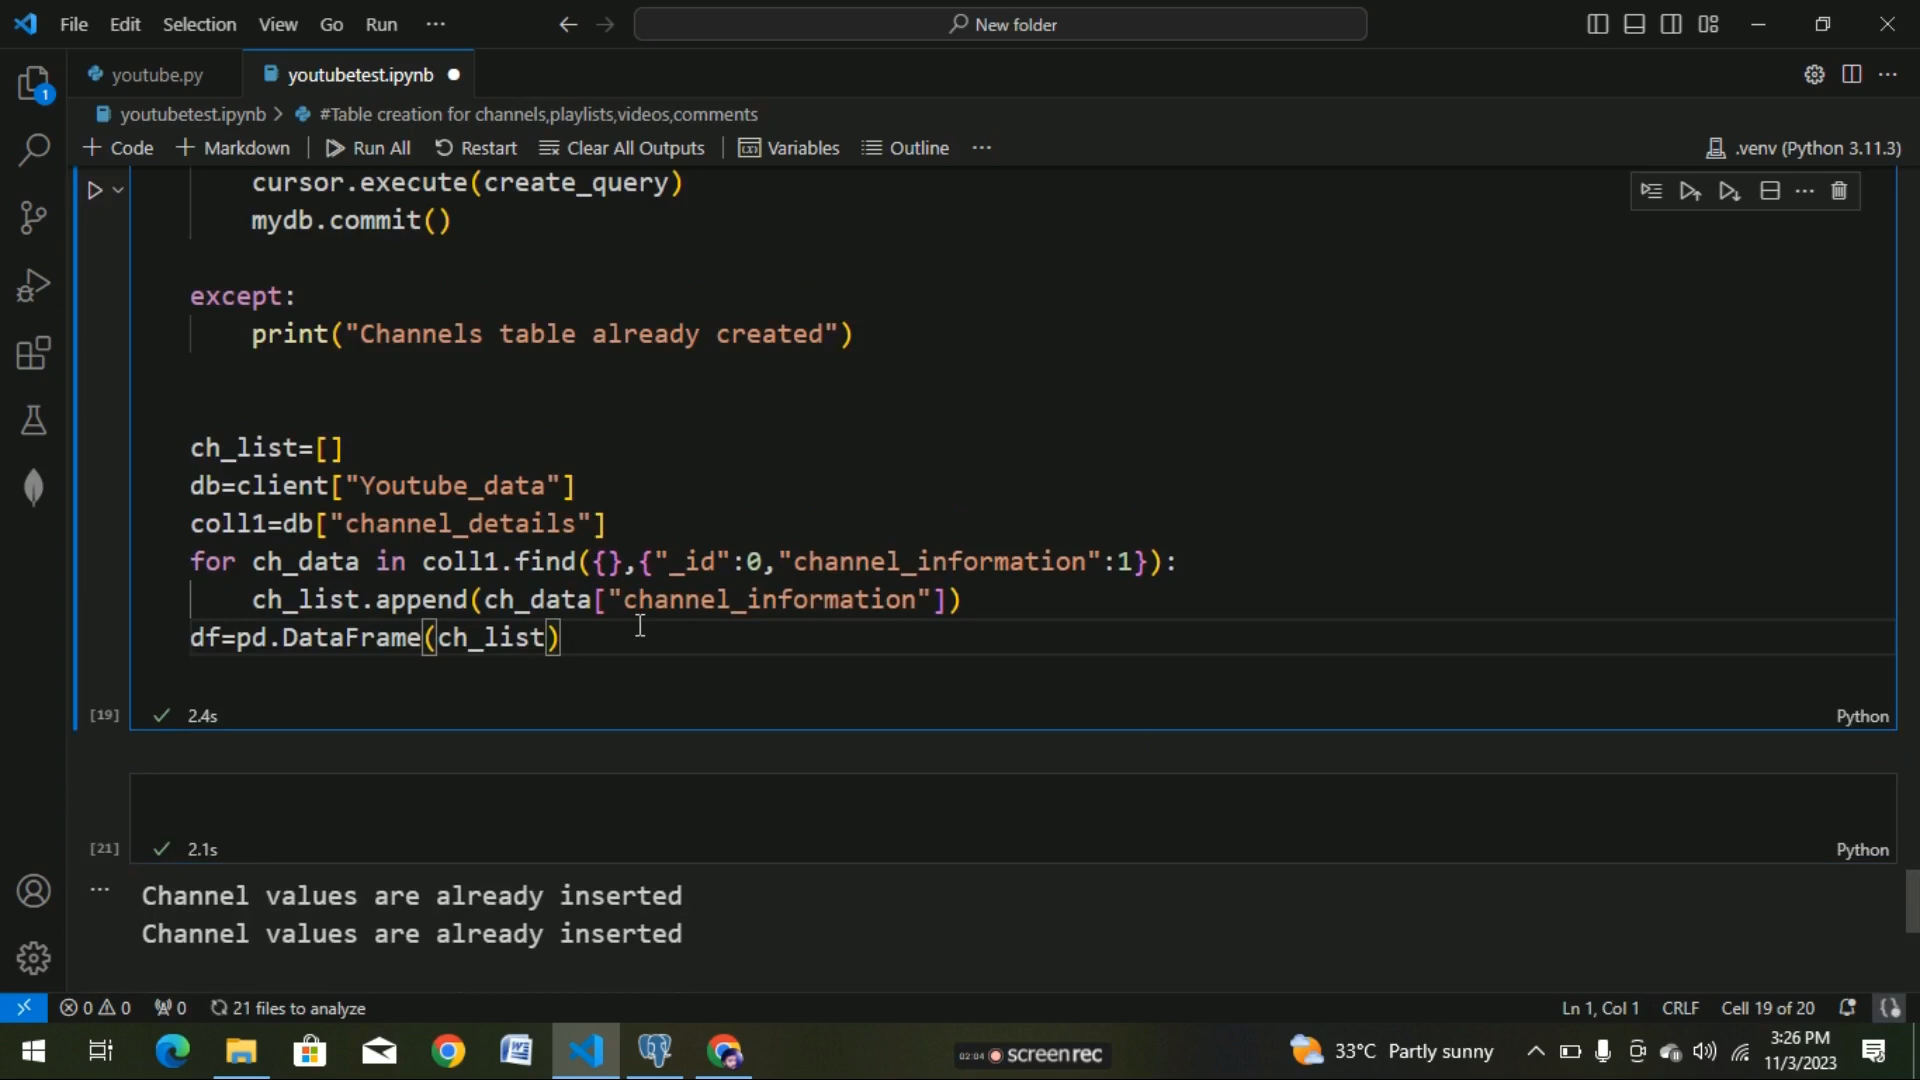 File Edit Selection View Go Run ··· New folder
youtube.py youtubetest.ipynb
youtubetest.ipynb > #Table creation for channels,playlists,videos,comments
+ Code + Markdown Run All Restart Clear All Outputs Variables Outline ··· .venv (Python 3.11.3)
cursor.execute(create_query)
mydb.commit()
except:
print("Channels table already created")
ch_list=[]
db=client["Youtube_data"]
coll1=db["channel_details"]
for ch_data in coll1.find({},{"_id":0,"channel_information":1}):
ch_list.append(ch_data["channel_information"])
df=pd.DataFrame(ch_list)
[19] 2.4s Python
[21] 2.1s Python
Channel values are already inserted
Channel values are already inserted
0 0 0 21 files to analyze Ln 1, Col 1 CRLF Cell 19 of 20
02:04 screenrec 33°C Partly sunny 3:26 PM
11/3/2023
1